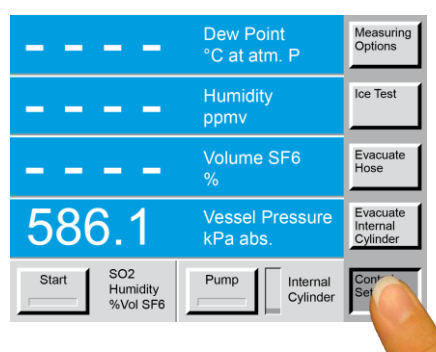 – – – –
Dew Point
°C at atm. P
Measuring
Options
– – – –
Humidity
ppmv
Ice Test
– – – –
Volume SF6
%
Evacuate
Hose
586.1
Vessel Pressure
kPa abs.
Evacuate
Internal
Cylinder
Start
SO2
Humidity
%Vol SF6
Pump
Internal
Cylinder